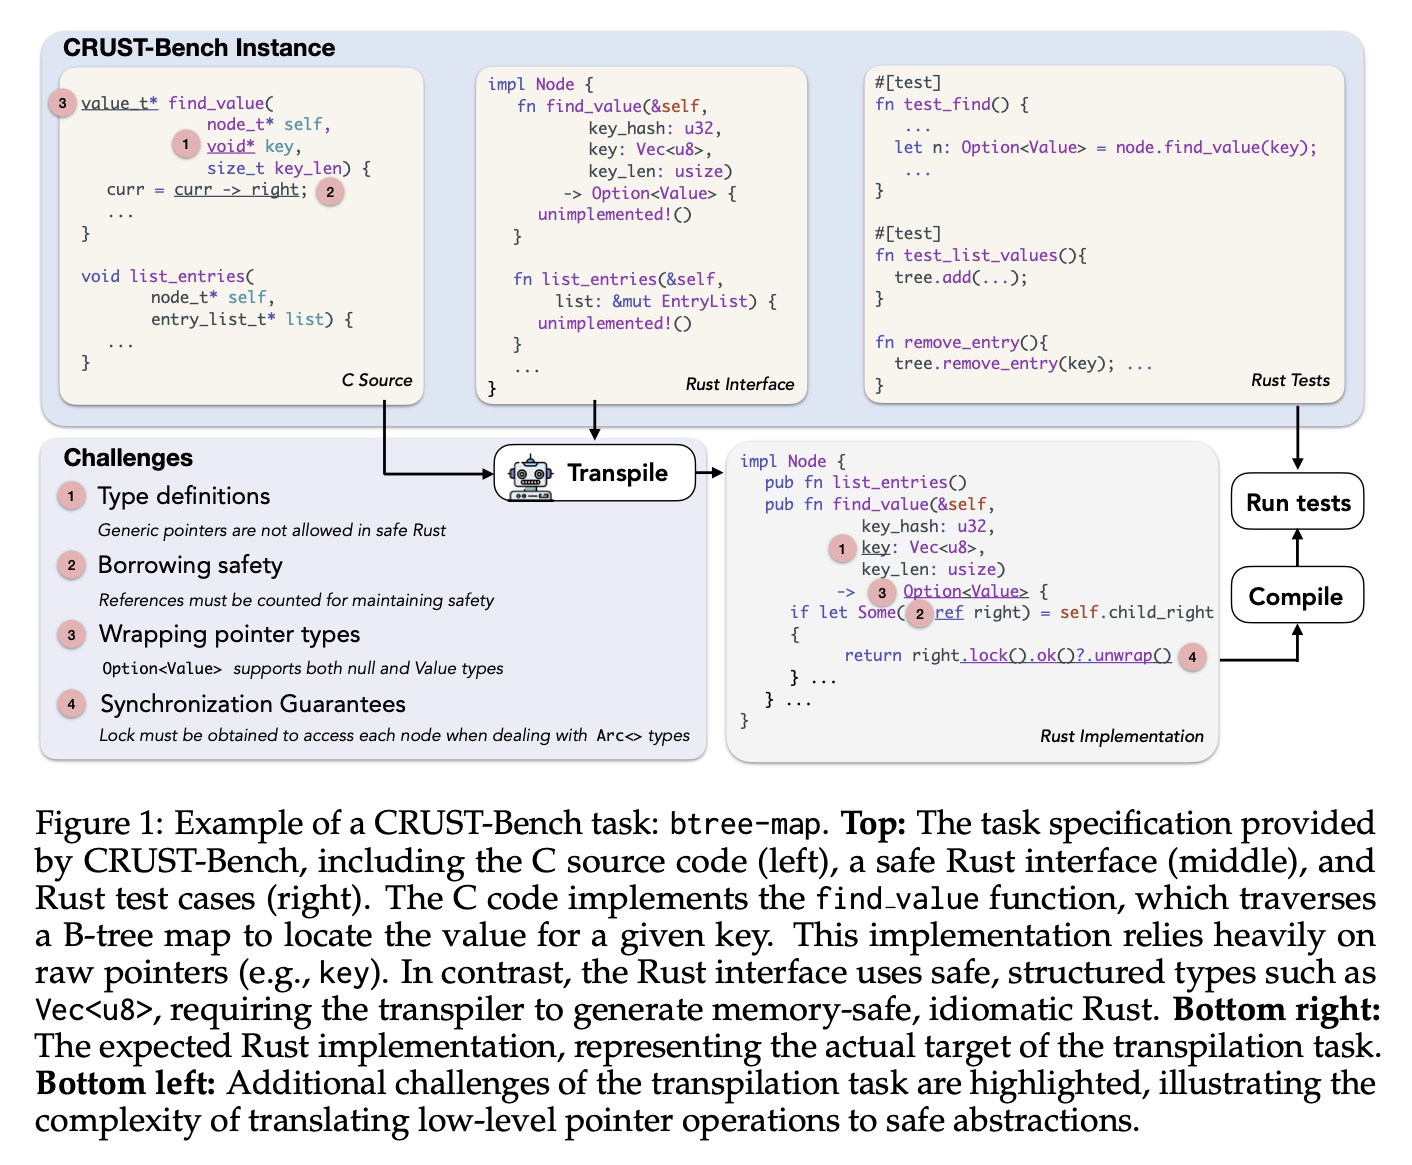 CRUST-Bench Instance
3 value_t* find_value(
node_t* self,
1 void* key,
size_t key_len) {
curr = curr -> right; 2
...
}
void list_entries(
node_t* self,
entry_list_t* list) {
...
}
C Source
impl Node {
fn find_value(&self,
key_hash: u32,
key: Vec<u8>,
key_len: usize)
-> Option<Value> {
unimplemented!()
}
fn list_entries(&self,
list: &mut EntryList) {
unimplemented!()
}
...
}
Rust Interface
#[test]
fn test_find() {
...
let n: Option<Value> = node.find_value(key);
...
}
#[test]
fn test_list_values(){
tree.add(...);
}
fn remove_entry(){
tree.remove_entry(key); ...
}
Rust Tests
Challenges
1 Type definitions
Generic pointers are not allowed in safe Rust
2 Borrowing safety
References must be counted for maintaining safety
3 Wrapping pointer types
Option<Value> supports both null and Value types
4 Synchronization Guarantees
Lock must be obtained to access each node when dealing with Arc<> types
Transpile
impl Node {
pub fn list_entries()
pub fn find_value(&self,
key_hash: u32,
1 key: Vec<u8>,
key_len: usize)
-> 3 Option<Value> {
if let Some( 2 ref right) = self.child_right
{
return right.lock().ok()?.unwrap() 4
} ...
} ...
}
Rust Implementation
Run tests
Compile
Figure 1: Example of a CRUST-Bench task: btree-map. Top: The task specification provided
by CRUST-Bench, including the C source code (left), a safe Rust interface (middle), and
Rust test cases (right). The C code implements the find_value function, which traverses
a B-tree map to locate the value for a given key. This implementation relies heavily on
raw pointers (e.g., key). In contrast, the Rust interface uses safe, structured types such as
Vec<u8>, requiring the transpiler to generate memory-safe, idiomatic Rust. Bottom right:
The expected Rust implementation, representing the actual target of the transpilation task.
Bottom left: Additional challenges of the transpilation task are highlighted, illustrating the
complexity of translating low-level pointer operations to safe abstractions.